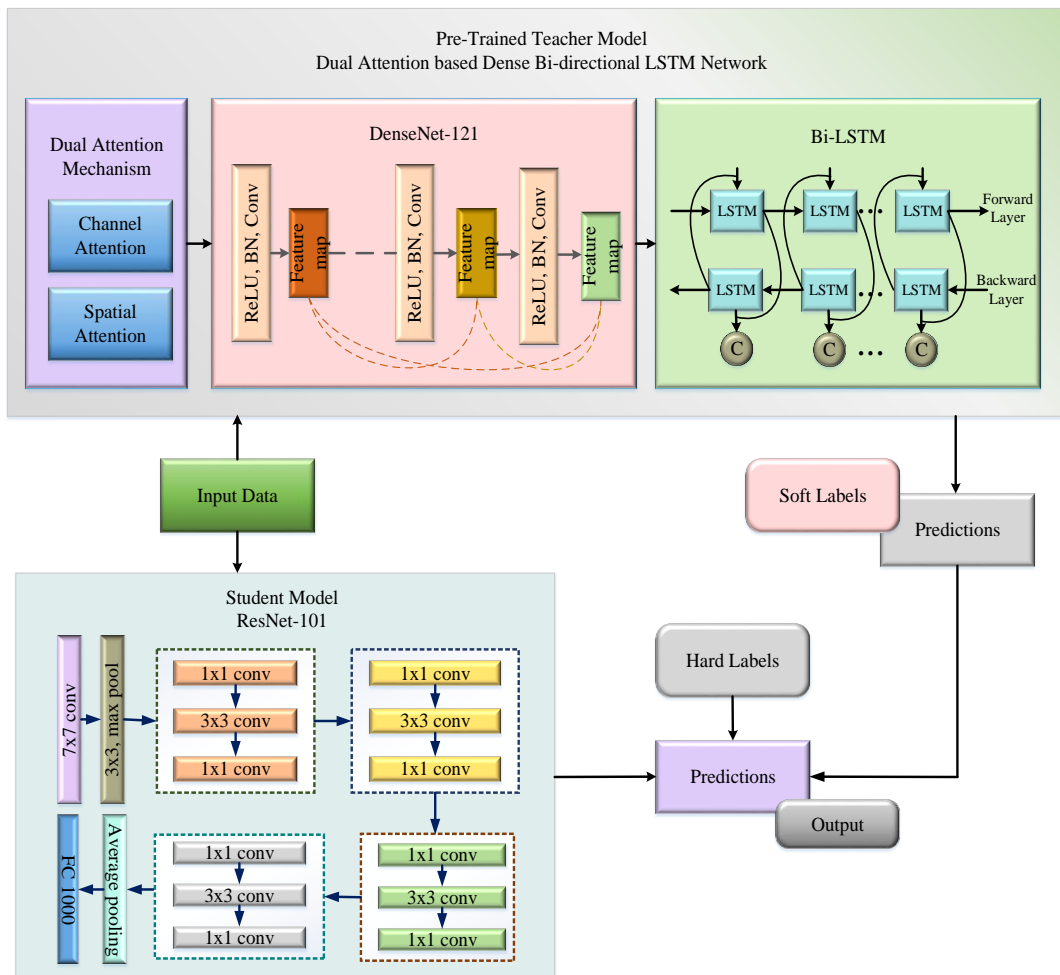 Pre-Trained Teacher Model
Dual Attention based Dense Bi-directional LSTM Network
Dual Attention
Mechanism
Channel
Attention
Spatial
Attention
DenseNet-121
ReLU, BN, Conv
Feature
map
ReLU, BN, Conv
Feature
map
ReLU, BN, Conv
Feature
map
Bi-LSTM
LSTM
LSTM
...
LSTM
Forward
Layer
LSTM
LSTM
...
LSTM
Backward
Layer
C
C
...
C
Input Data
Soft Labels
Predictions
Student Model
ResNet-101
7x7 conv
3x3, max pool
1x1 conv
3x3 conv
1x1 conv
1x1 conv
3x3 conv
1x1 conv
1x1 conv
3x3 conv
1x1 conv
1x1 conv
3x3 conv
1x1 conv
Average pooling
FC 1000
Hard Labels
Predictions
Output